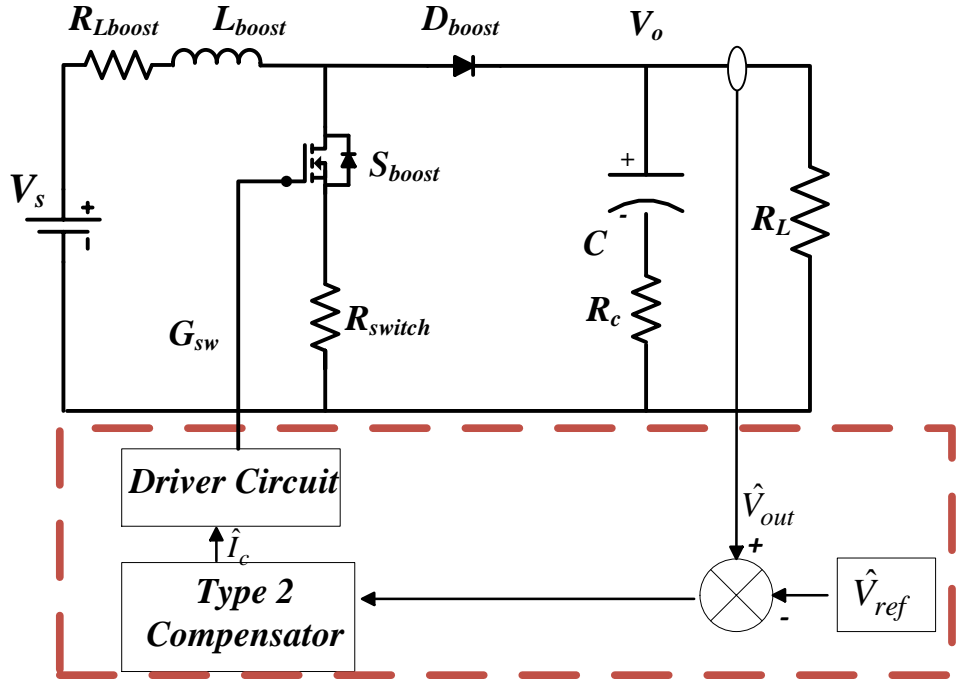 R_Lboost L_boost D_boost V_o
V_s + -
S_boost
+ -
C
R_L
R_c
R_switch
G_sw
Driver Circuit
Î_c
Type 2
Compensator
V̂_out
+
-
V̂_ref